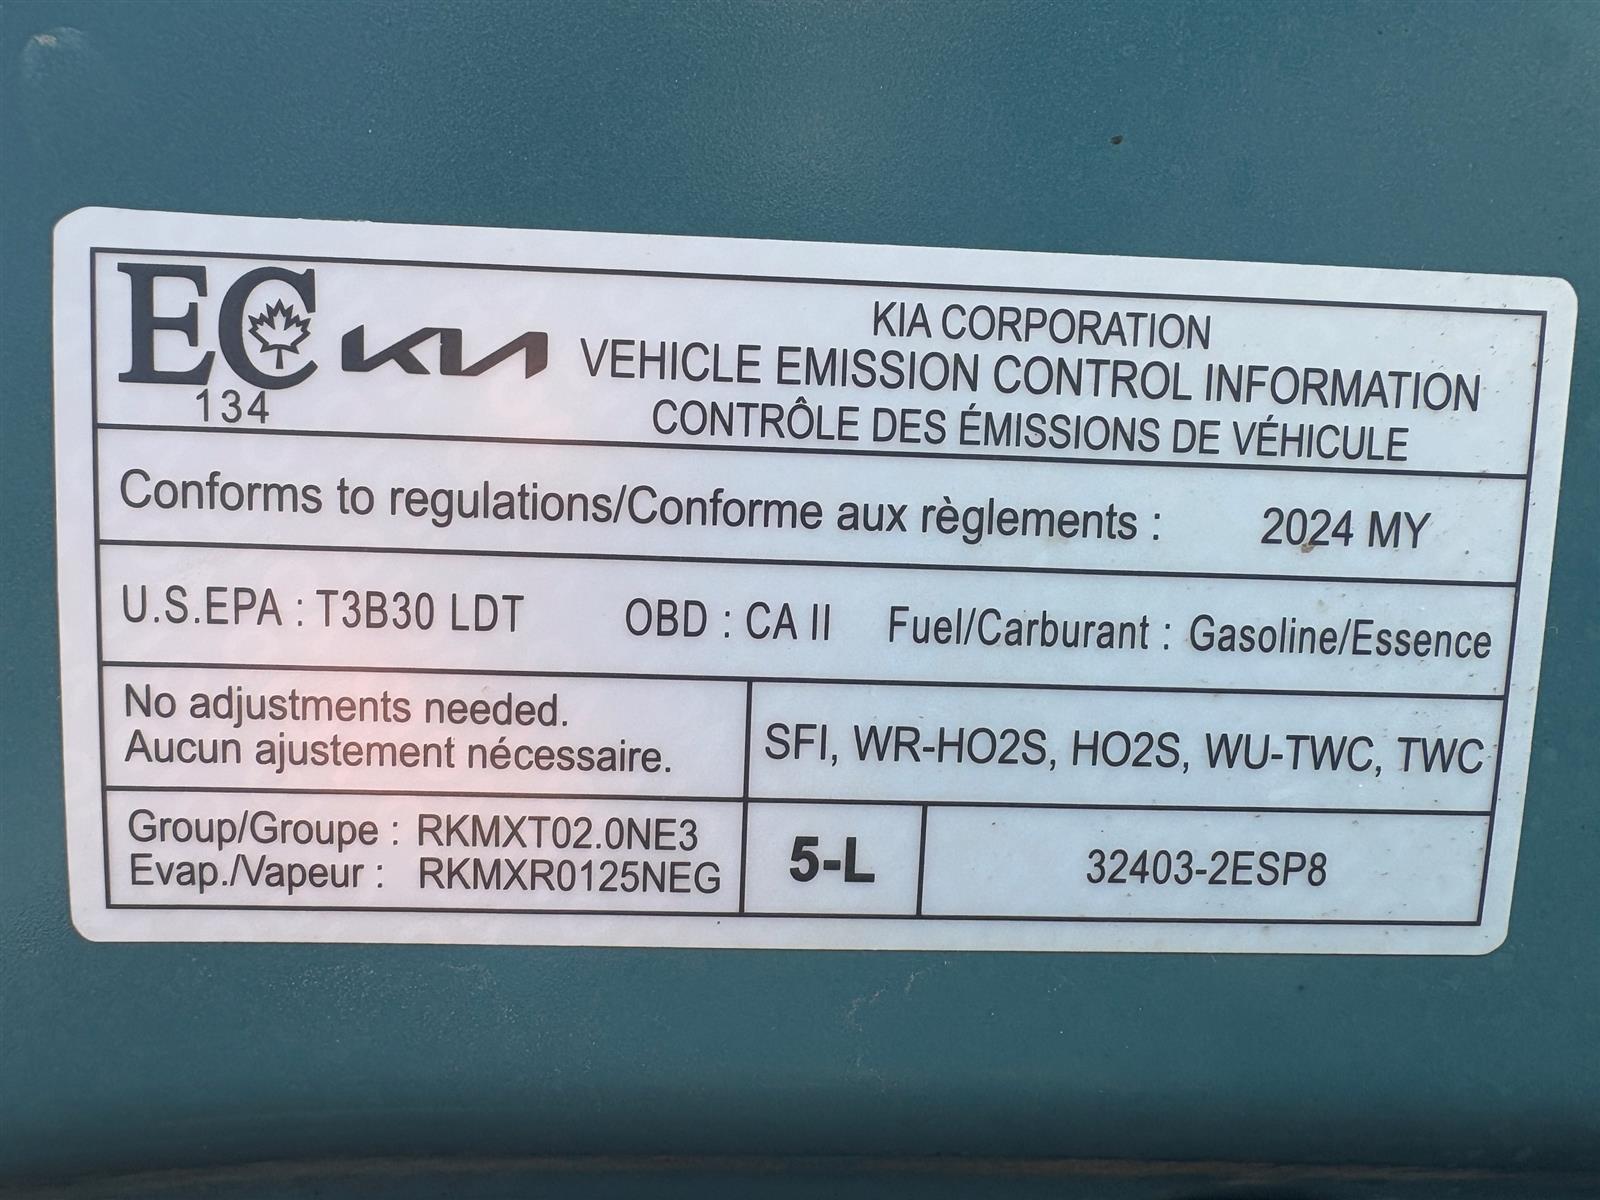 EC
134
KIA
KIA CORPORATION
VEHICLE EMISSION CONTROL INFORMATION
CONTRÔLE DES ÉMISSIONS DE VÉHICULE
Conforms to regulations/Conforme aux règlements : 2024 MY
U.S.EPA : T3B30 LDT OBD : CA II Fuel/Carburant : Gasoline/Essence
No adjustments needed.
Aucun ajustement nécessaire.
SFI, WR-HO2S, HO2S, WU-TWC, TWC
Group/Groupe : RKMXT02.0NE3
Evap./Vapeur : RKMXR0125NEG
5-L
32403-2ESP8